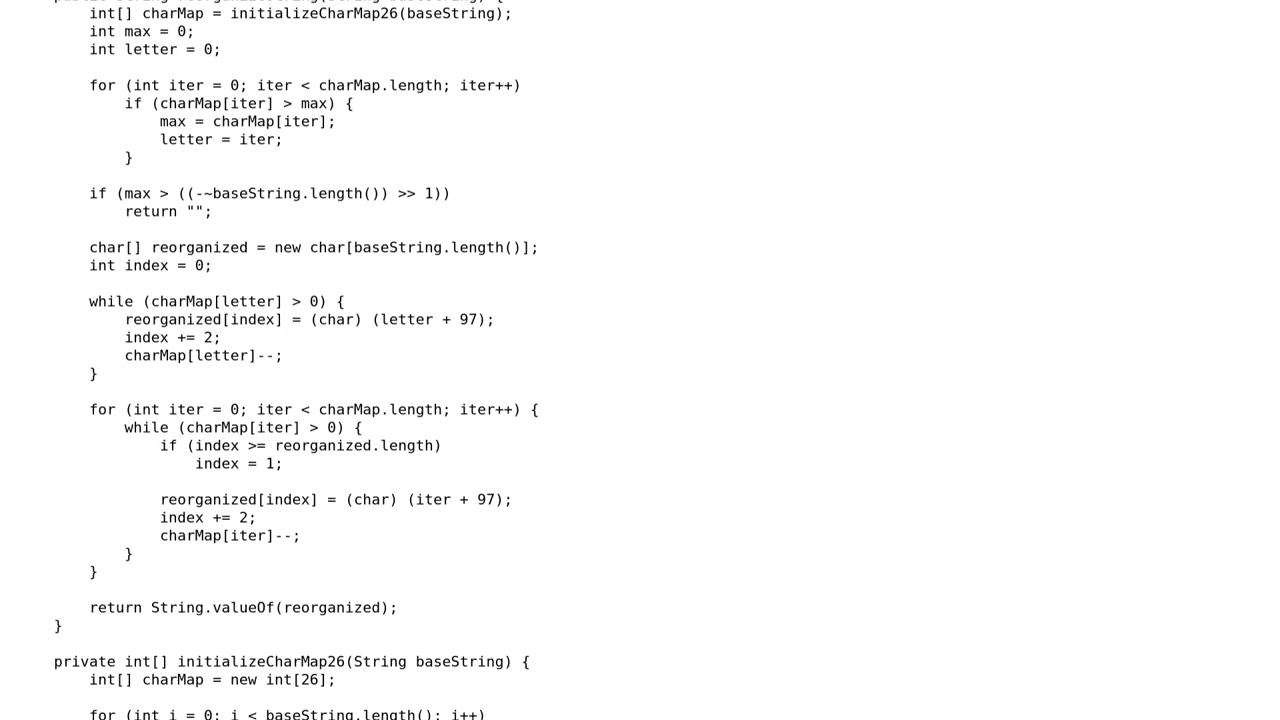 int[] charMap = initializeCharMap26(baseString);
int max = 0;
int letter = 0;
for (int iter = 0; iter < charMap.length; iter++)
if (charMap[iter] > max) {
max = charMap[iter];
letter = iter;
}
if (max > ((-~baseString.length()) >> 1))
return "";
char[] reorganized = new char[baseString.length()];
int index = 0;
while (charMap[letter] > 0) {
reorganized[index] = (char) (letter + 97);
index += 2;
charMap[letter]--;
}
for (int iter = 0; iter < charMap.length; iter++) {
while (charMap[iter] > 0) {
if (index >= reorganized.length)
index = 1;
reorganized[index] = (char) (iter + 97);
index += 2;
charMap[iter]--;
}
}
return String.valueOf(reorganized);
}
private int[] initializeCharMap26(String baseString) {
int[] charMap = new int[26];
for (int i = 0; i < baseString.length(); i++)